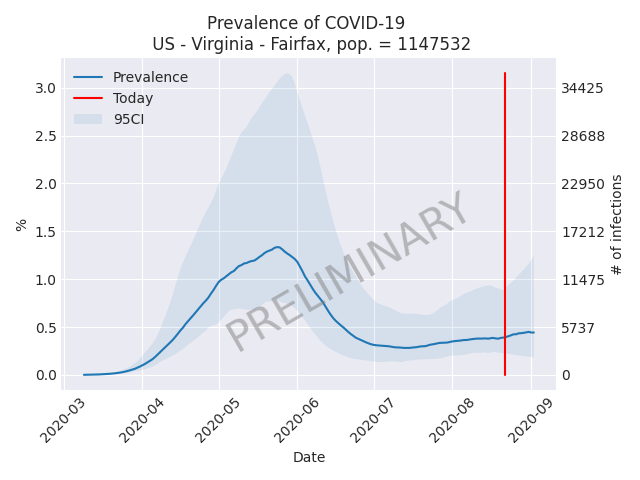 Prevalence of COVID-19
US - Virginia - Fairfax, pop. = 1147532
Prevalence
Today
95CI
3.0
2.5
2.0
1.5
1.0
0.5
0.0
%
34425
28688
22950
17212
11475
5737
0
# of infections
PRELIMINARY
2020-03
2020-04
2020-05
2020-06
2020-07
2020-08
2020-09
Date